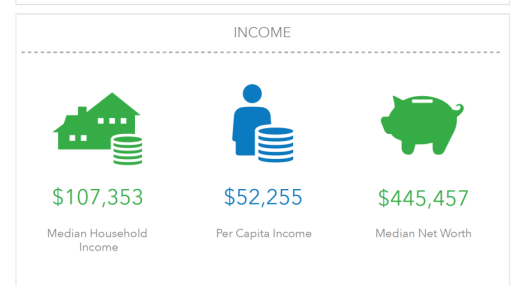 INCOME
$107,353
$52,255
$445,457
Median Household
Income
Per Capita Income
Median Net Worth